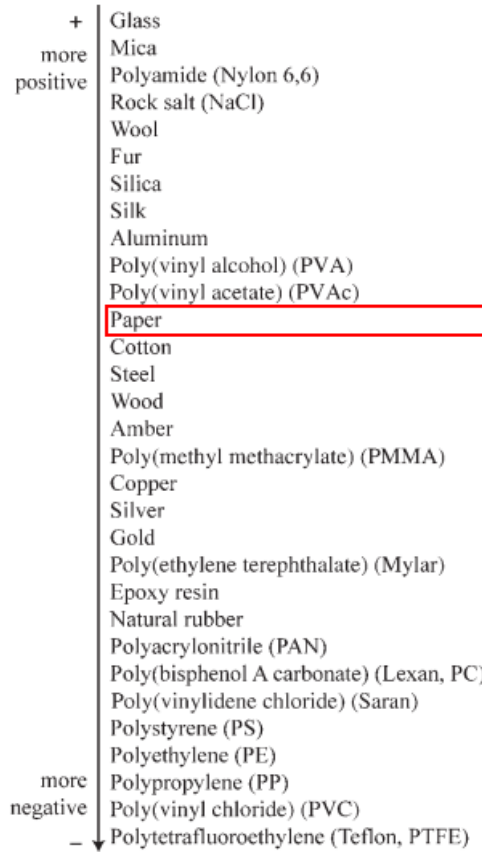 +
more
positive
Glass
Mica
Polyamide (Nylon 6,6)
Rock salt (NaCl)
Wool
Fur
Silica
Silk
Aluminum
Poly(vinyl alcohol) (PVA)
Poly(vinyl acetate) (PVAc)
Paper
Cotton
Steel
Wood
Amber
Poly(methyl methacrylate) (PMMA)
Copper
Silver
Gold
Poly(ethylene terephthalate) (Mylar)
Epoxy resin
Natural rubber
Polyacrylonitrile (PAN)
Poly(bisphenol A carbonate) (Lexan, PC)
Poly(vinylidene chloride) (Saran)
Polystyrene (PS)
Polyethylene (PE)
Polypropylene (PP)
Poly(vinyl chloride) (PVC)
Polytetrafluoroethylene (Teflon, PTFE)
more
negative
–